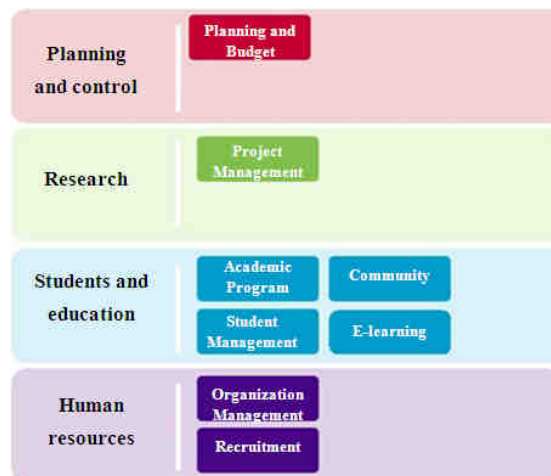 Planning
and control
Planning and
Budget
Research
Project
Management
Students and
education
Academic
Program
Community
Student
Management
E-learning
Human
resources
Organization
Management
Recruitment